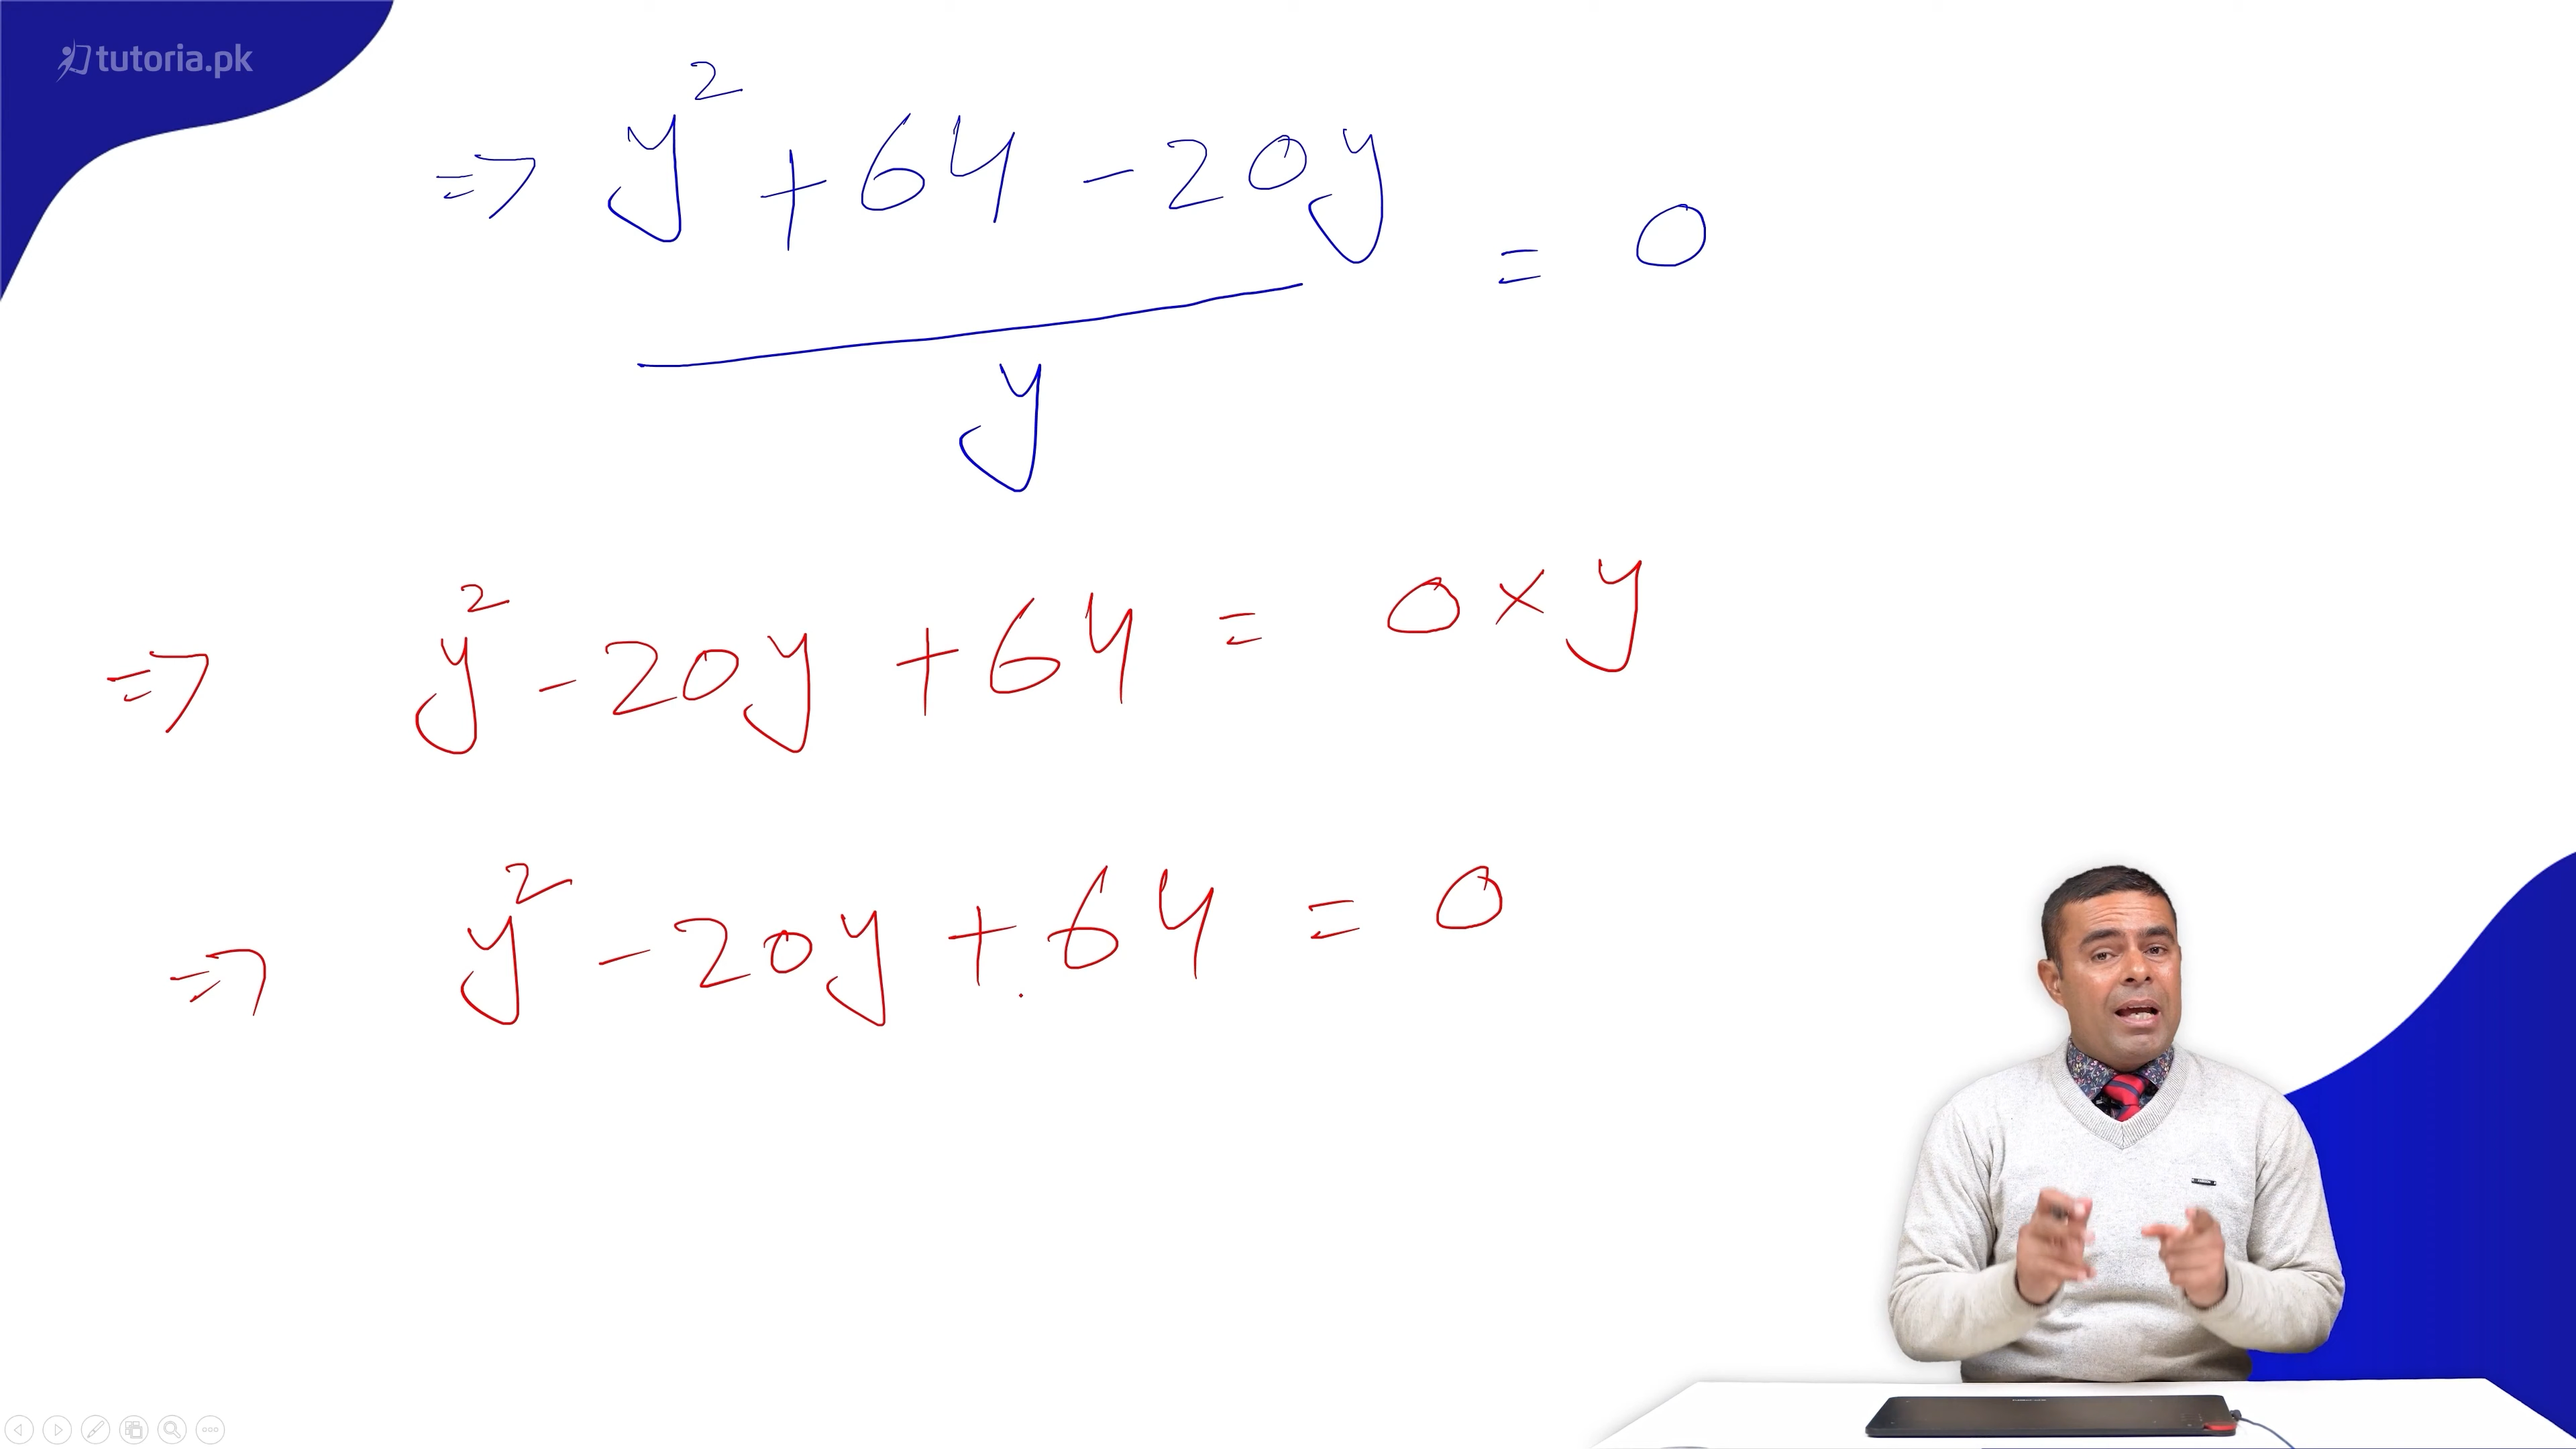 tutoria.pk
⇒ y² + 64 - 20y
= 0
y
⇒ y² - 20y + 64 = 0 × y
⇒ y² - 20y + 64 = 0